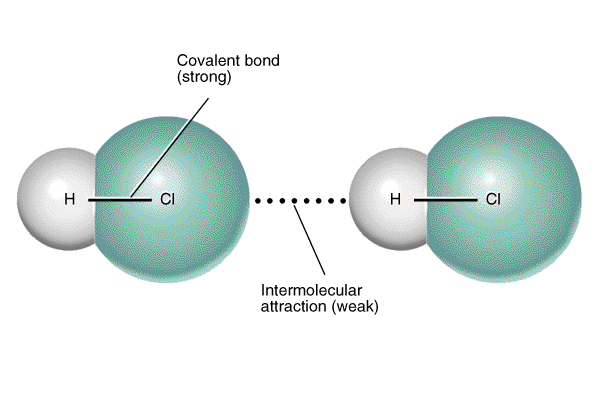 Covalent bond
(strong)
H
Cl
H
Cl
Intermolecular
attraction (weak)